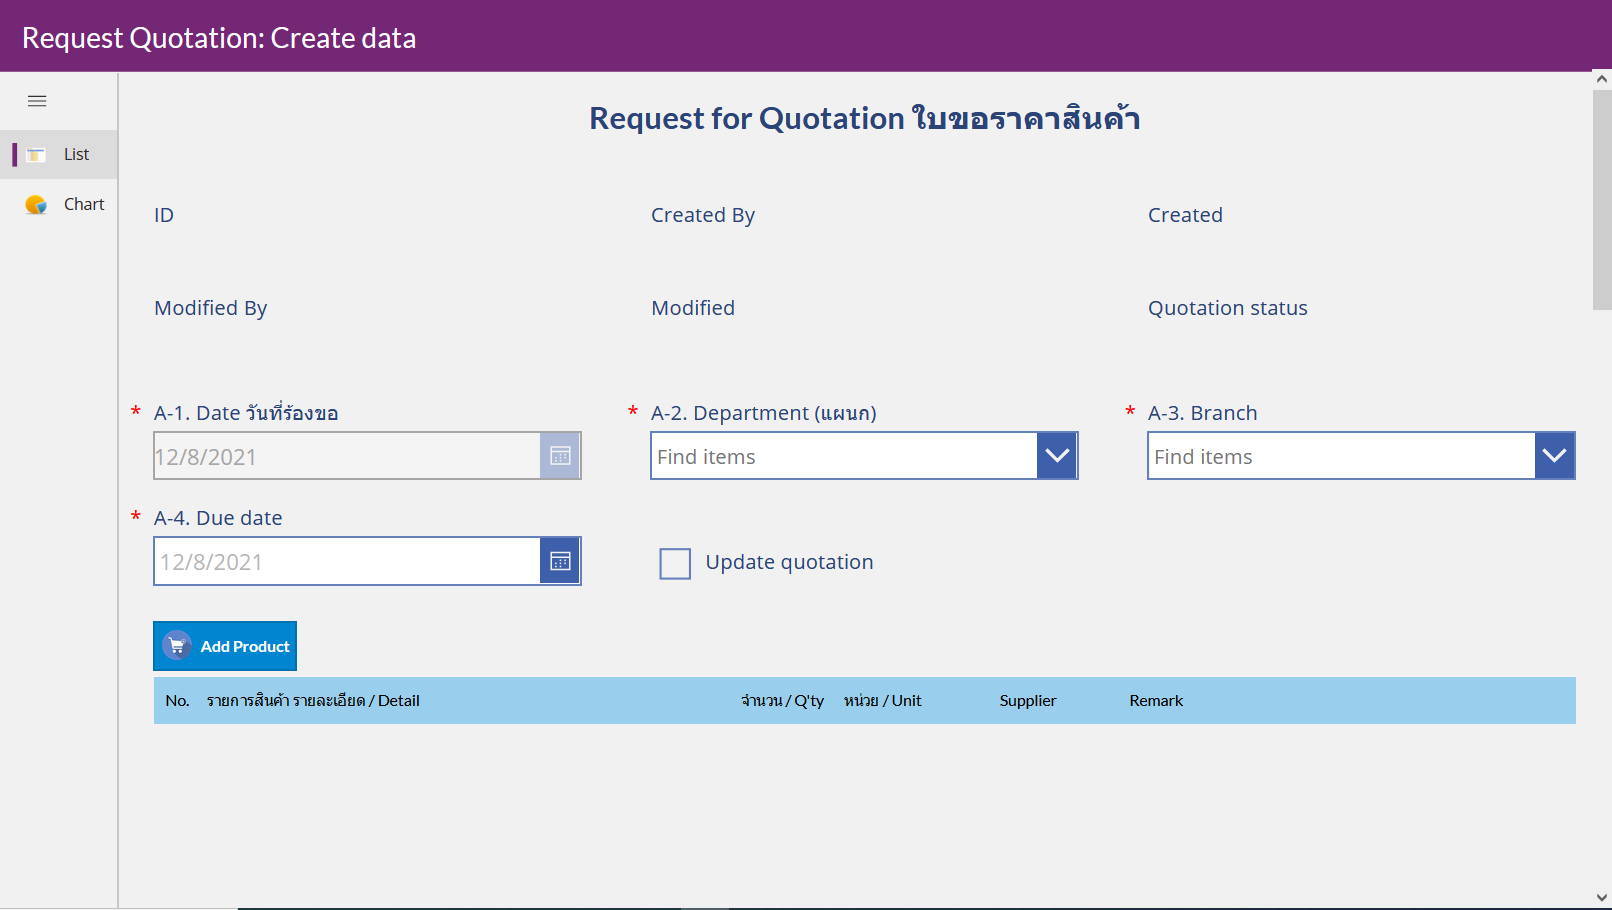 Request Quotation: Create data
Request for Quotation ใบขอราคาสินค้า
List
Chart
ID
Created By
Created
Modified By
Modified
Quotation status
* A-1. Date วันที่ร้องขอ
* A-2. Department (แผนก)
* A-3. Branch
12/8/2021
Find items
Find items
* A-4. Due date
12/8/2021
Update quotation
Add Product
No. รายการสินค้า รายละเอียด / Detail จำนวน / Q'ty หน่วย / Unit Supplier Remark